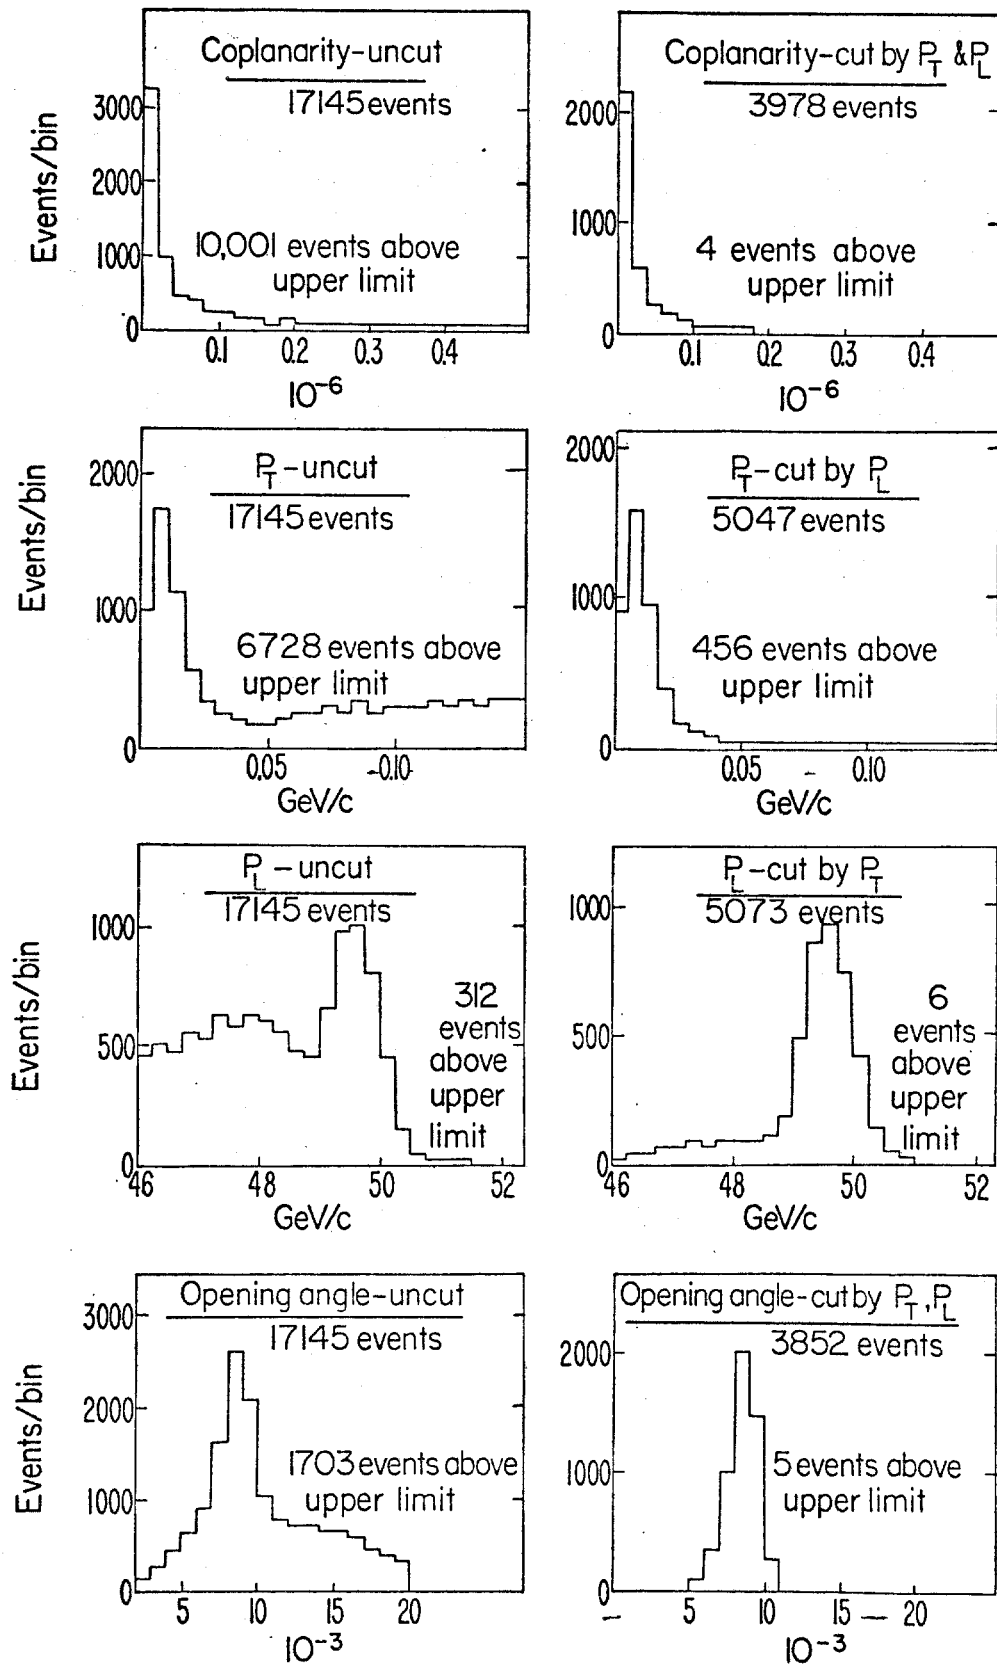 Coplanarity-uncut
17145 events
10,001 events above
upper limit
Events/bin
3000
2000
1000
0
0.1 0.2 0.3 0.4
10⁻⁶
Coplanarity-cut by P_T & P_L
3978 events
4 events above
upper limit
2000
1000
0
0.1 0.2 0.3 0.4
10⁻⁶
P_T-uncut
17145 events
6728 events above
upper limit
Events/bin
2000
1000
0
0.05 0.10
GeV/c
P_T-cut by P_L
5047 events
456 events above
upper limit
2000
1000
0
0.05 0.10
GeV/c
P_L-uncut
17145 events
312
events
above
upper
limit
Events/bin
1000
500
0
46 48 50 52
GeV/c
P_L-cut by P_T
5073 events
6
events
above
upper
limit
1000
500
0
46 48 50 52
GeV/c
Opening angle-uncut
17145 events
1703 events above
upper limit
Events/bin
3000
2000
1000
0
5 10 15 20
10⁻³
Opening angle-cut by P_T, P_L
3852 events
5 events above
upper limit
2000
1000
0
5 10 15 20
10⁻³